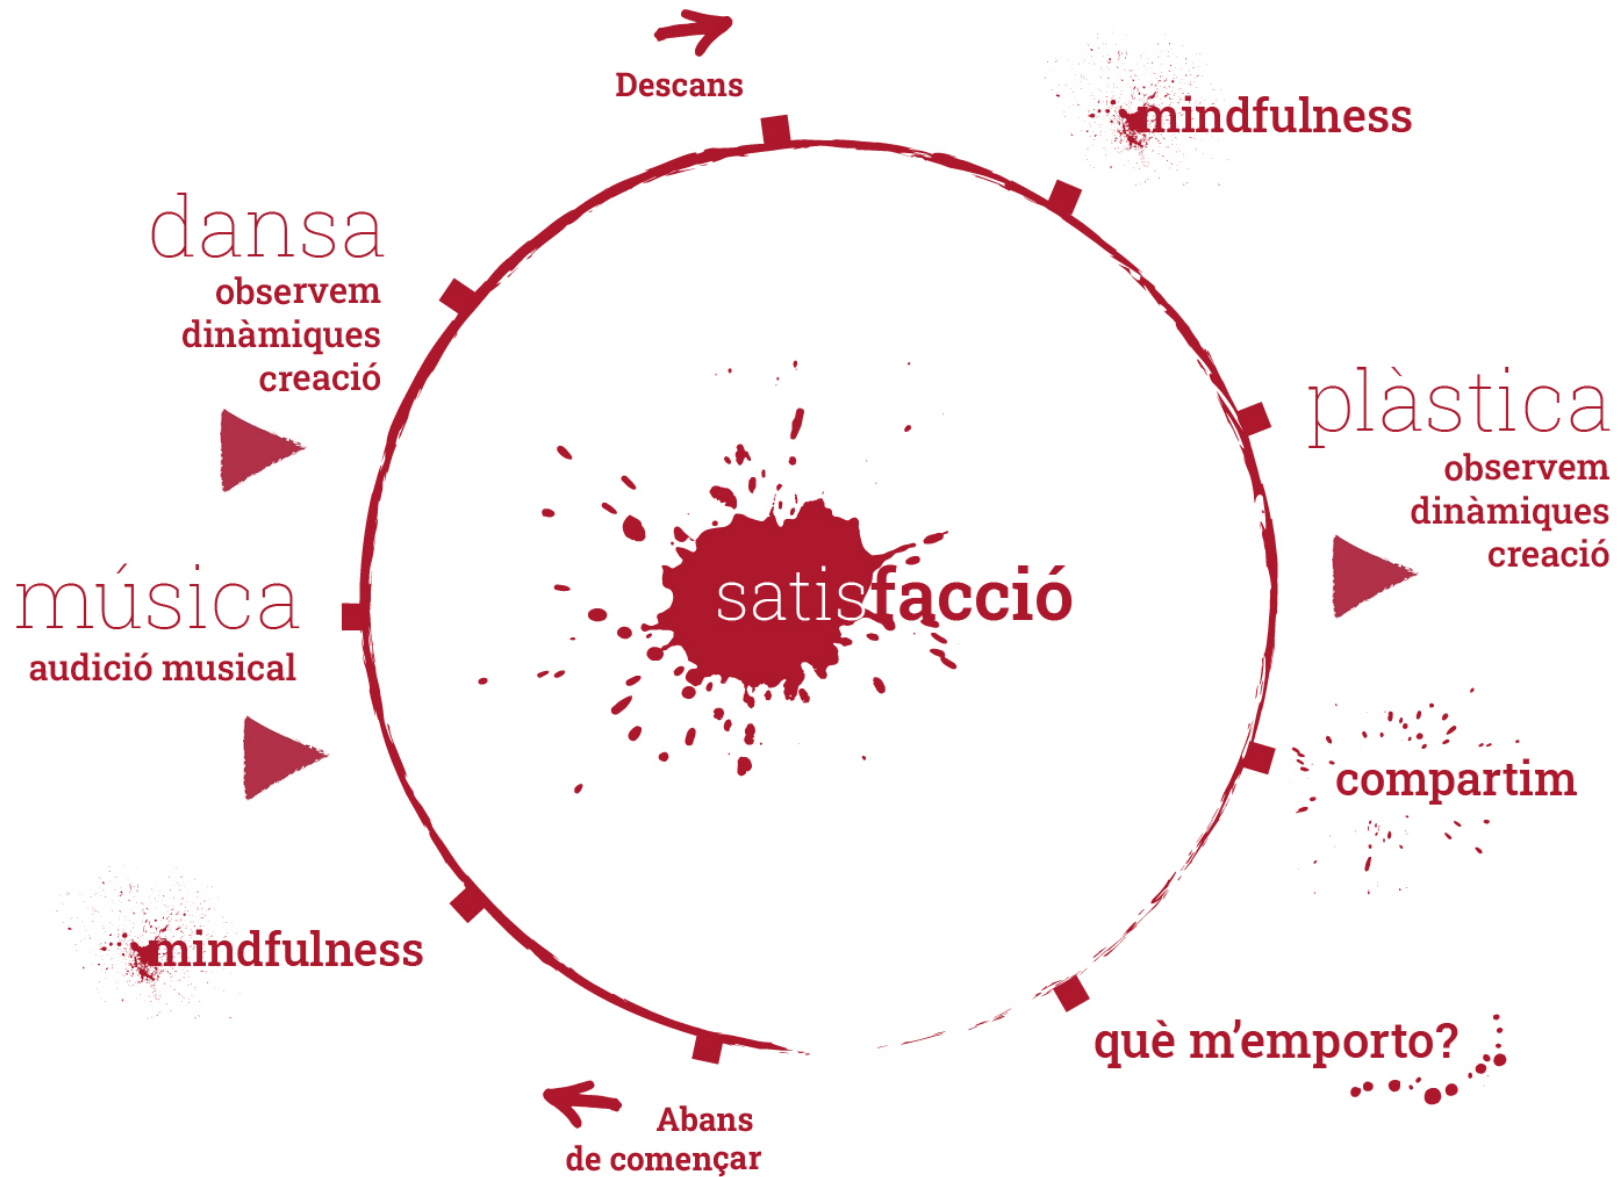 Descans
mindfulness
dansa
observem
dinàmiques
creació
plàstica
observem
dinàmiques
creació
satisfacció
música
audició musical
compartim
mindfulness
què m’emporto?
Abans
de començar